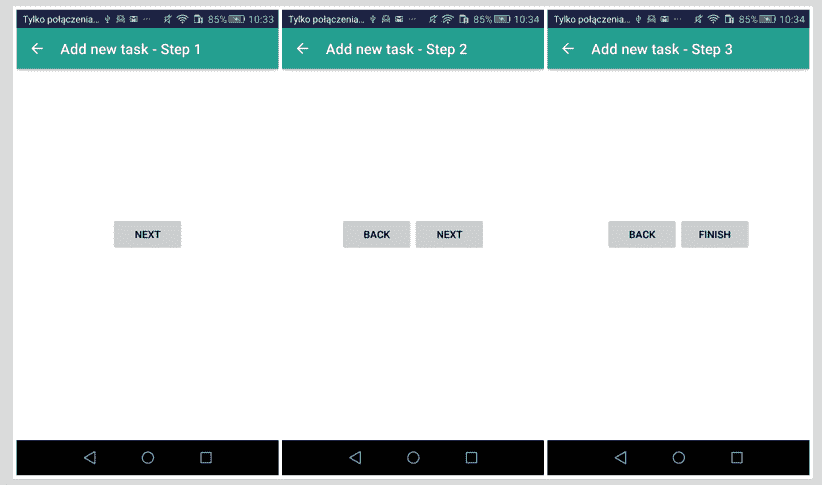 Tylko połączenia... 85% 10:33
Add new task - Step 1
NEXT
Tylko połączenia... 85% 10:34
Add new task - Step 2
BACK NEXT
Tylko połączenia... 85% 10:34
Add new task - Step 3
BACK FINISH